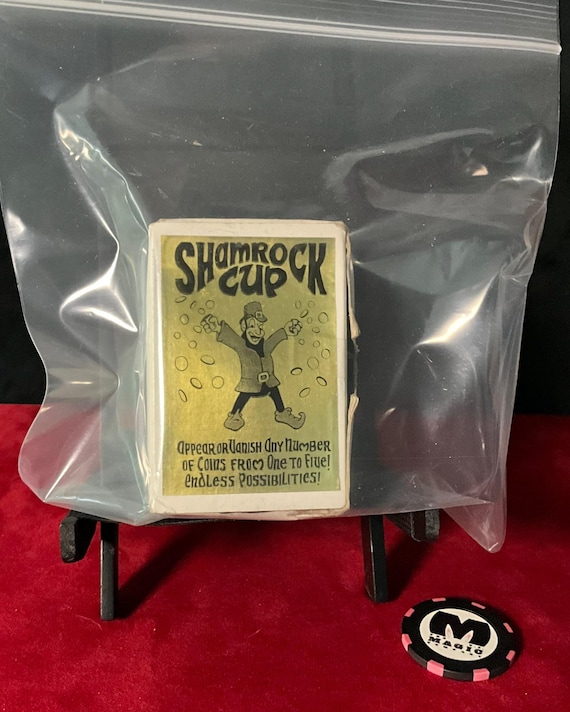 SHAMROCK
CUP
APPEAR OR VANISH ANY NUMBER
OF COINS FROM ONE TO FIVE!
ENDLESS POSSIBILITIES!
M
MAGIC